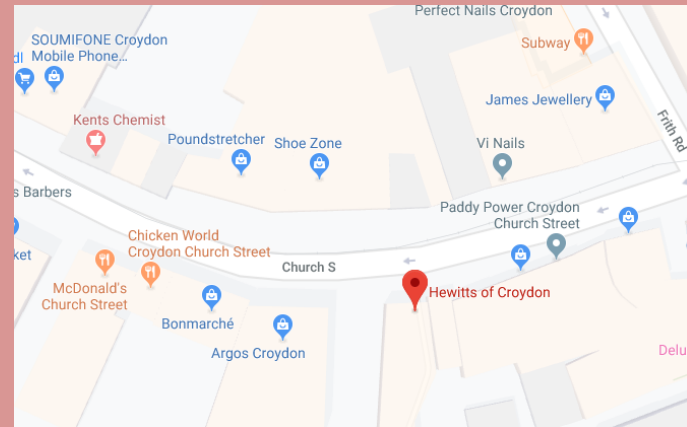 Perfect Nails Croydon
SOUMIFONE Croydon
Mobile Phone...
Subway
dl
James Jewellery
Kents Chemist
Frith Rd
Poundstretcher
Shoe Zone
Vi Nails
s Barbers
Paddy Power Croydon
Church Street
Chicken World
Croydon Church Street
ket
Church S
McDonald's
Church Street
Hewitts of Croydon
Bonmarché
Argos Croydon
Delu